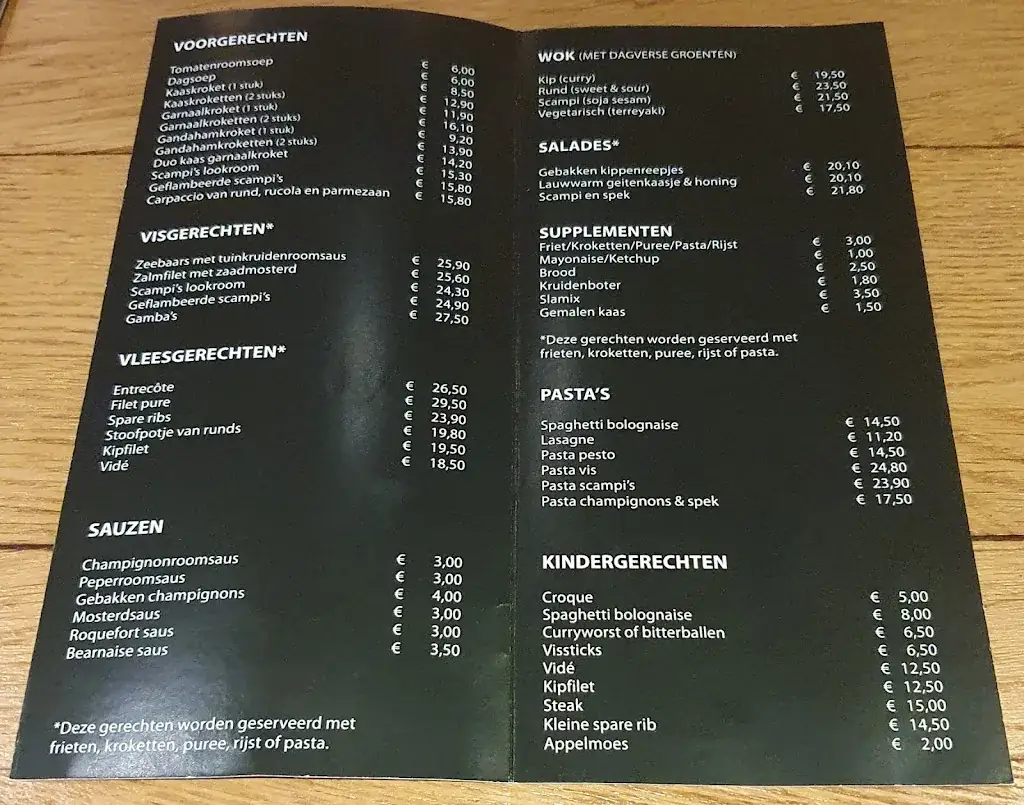 VOORGERECHTEN
Tomatenroomsoep € 6,00
Dagsoep € 6,00
Kaaskroket (1 stuk) € 8,50
Kaaskroketten (2 stuks) € 12,90
Garnaalkroket (1 stuk) € 11,90
Garnaalkroketten (2 stuks) € 16,10
Gandahamkroket (1 stuk) € 9,20
Gandahamkroketten (2 stuks) € 13,90
Duo kaas garnaalkroket € 14,20
Scampi's lookroom € 15,30
Geflambeerde scampi's € 15,80
Carpaccio van rund, rucola en parmezaan € 15,80
VISGERECHTEN*
Zeebaars met tuinkruidenroomsaus € 25,90
Zalmfilet met zaadmosterd € 25,60
Scampi's lookroom € 24,30
Geflambeerde scampi's € 24,90
Gamba's € 27,50
VLEESGERECHTEN*
Entrecôte € 26,50
Filet pure € 29,50
Spare ribs € 23,90
Stoofpotje van runds € 19,80
Kipfilet € 19,50
Vidé € 18,50
SAUZEN
Champignonroomsaus € 3,00
Peperroomsaus € 3,00
Gebakken champignons € 4,00
Mosterdsaus € 3,00
Roquefort saus € 3,00
Bearnaise saus € 3,50
*Deze gerechten worden geserveerd met
frieten, kroketten, puree, rijst of pasta.
WOK (MET DAGVERSE GROENTEN)
Kip (curry) € 19,50
Rund (sweet & sour) € 23,50
Scampi (soja sesam) € 21,50
Vegetarisch (terreyaki) € 17,50
SALADES*
Gebakken kippenreepjes € 20,10
Lauwwarm geitenkaasje & honing € 20,10
Scampi en spek € 21,80
SUPPLEMENTEN
Friet/Kroketten/Puree/Pasta/Rijst € 3,00
Mayonaise/Ketchup € 1,00
Brood € 2,50
Kruidenboter € 1,80
Slamix € 3,50
Gemalen kaas € 1,50
*Deze gerechten worden geserveerd met
frieten, kroketten, puree, rijst of pasta.
PASTA'S
Spaghetti bolognaise € 14,50
Lasagne € 11,20
Pasta pesto € 14,50
Pasta vis € 24,80
Pasta scampi's € 23,90
Pasta champignons & spek € 17,50
KINDERGERECHTEN
Croque € 5,00
Spaghetti bolognaise € 8,00
Curryworst of bitterballen € 6,50
Vissticks € 6,50
Vidé € 12,50
Kipfilet € 12,50
Steak € 15,00
Kleine spare rib € 14,50
Appelmoes € 2,00